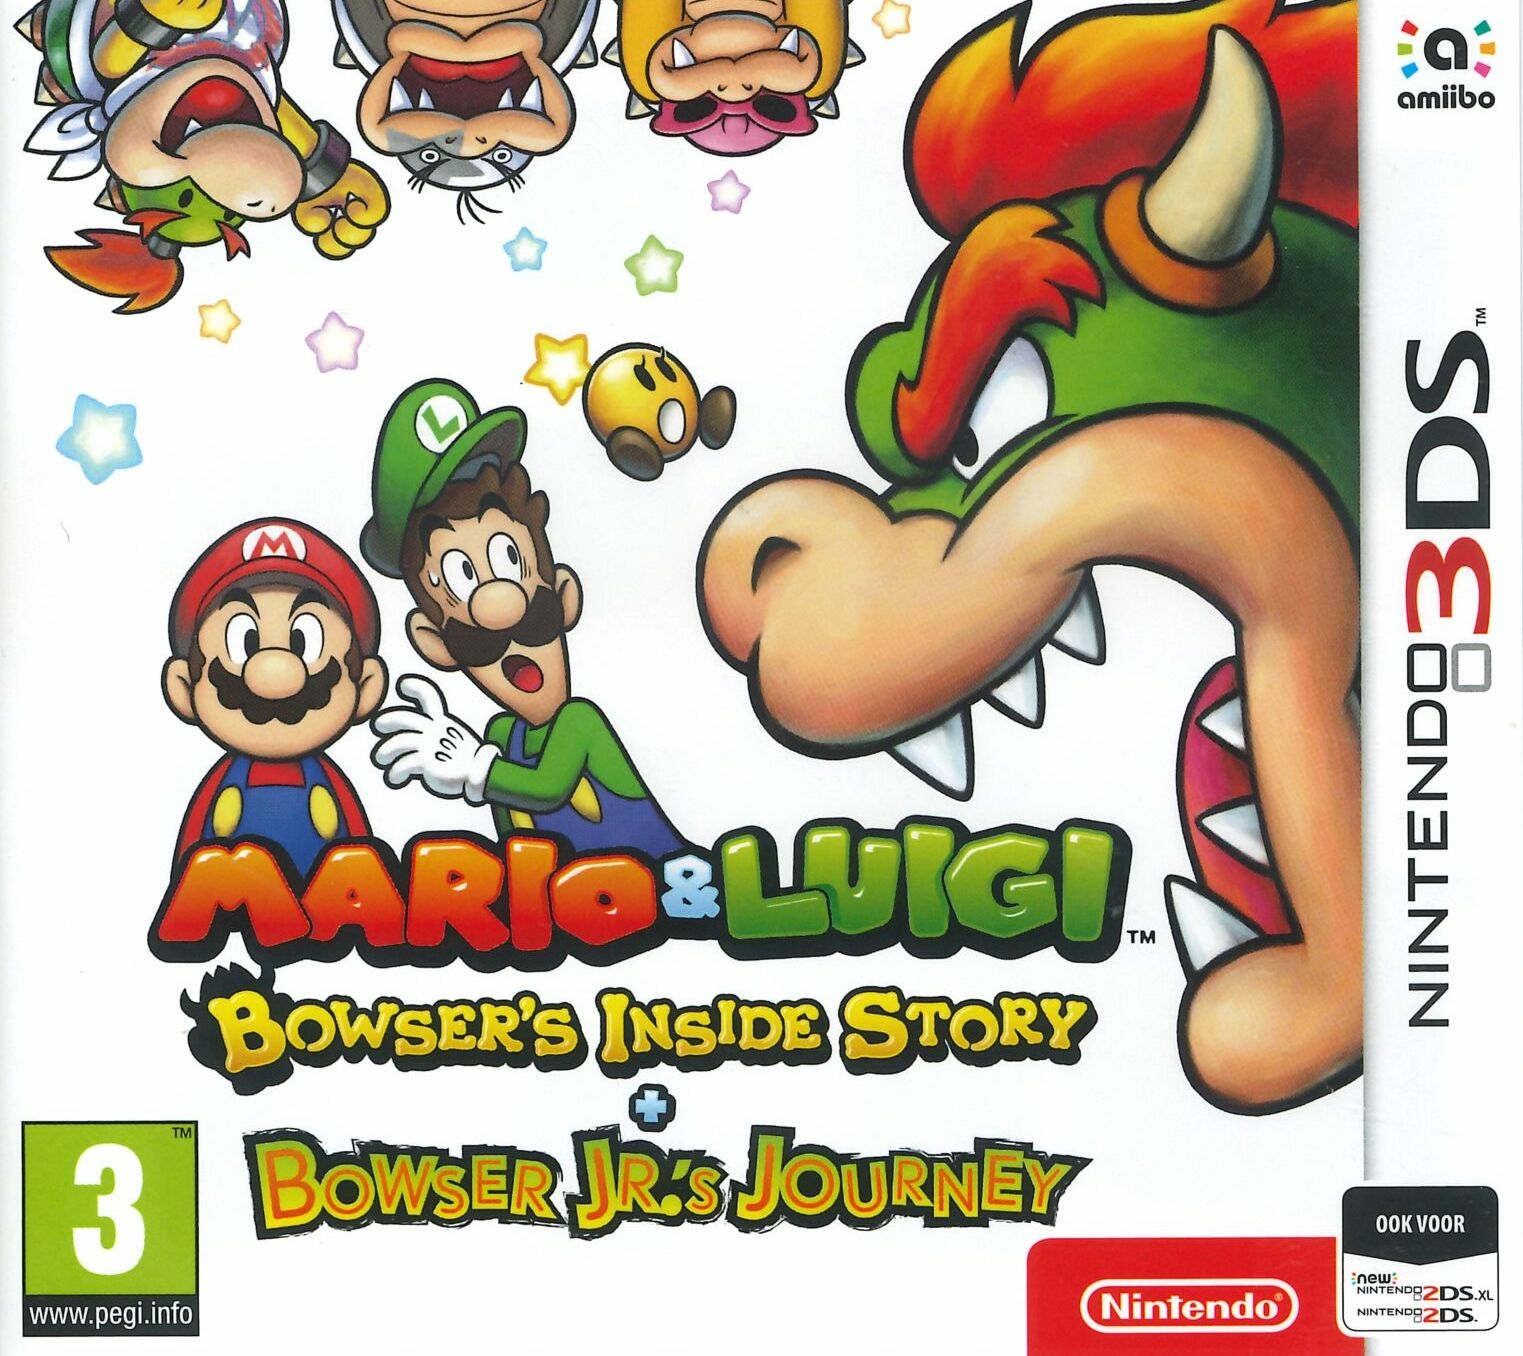 amiibo
NINTENDO 3DS™
L
M
MARIO & LUIGI™
BOWSER'S INSIDE STORY
+
BOWSER JR.'S JOURNEY
3™
www.pegi.info
Nintendo®
OOK VOOR
new NINTENDO 2DS XL
NINTENDO 2DS.